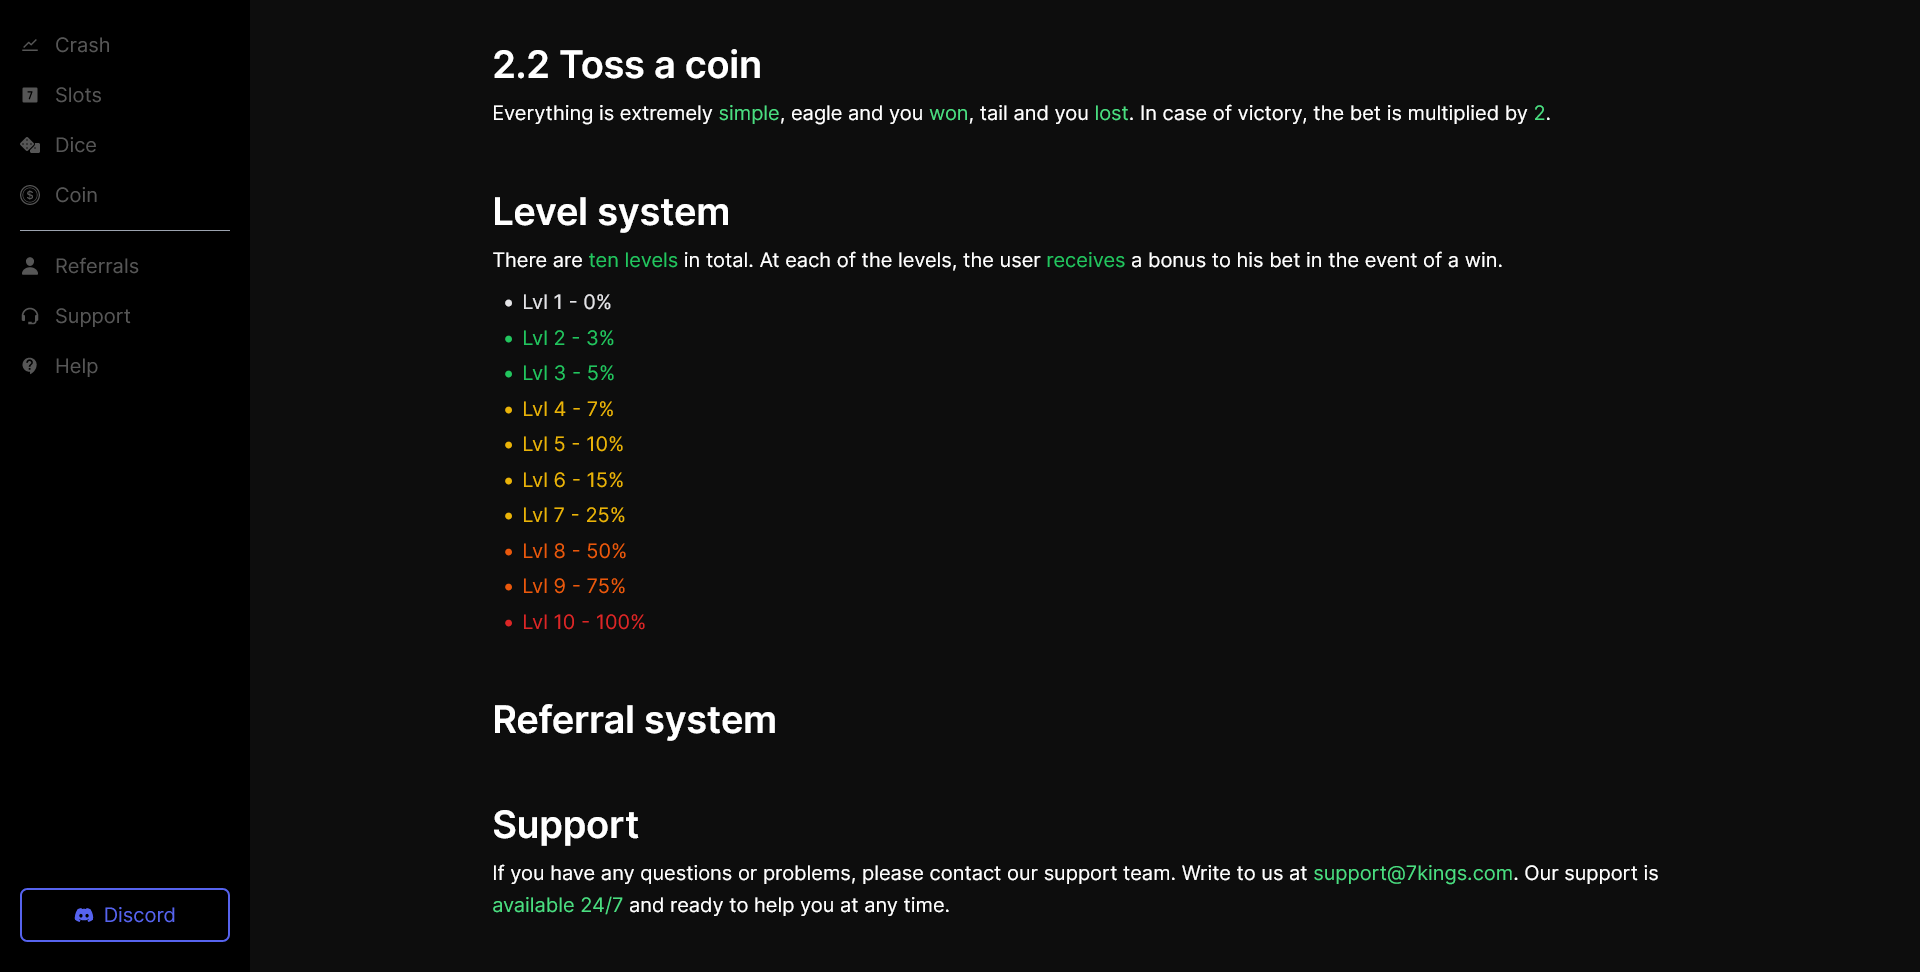 Crash
Slots
Dice
Coin
Referrals
Support
Help
Discord
2.2 Toss a coin
Everything is extremely simple, eagle and you won, tail and you lost. In case of victory, the bet is multiplied by 2.
Level system
There are ten levels in total. At each of the levels, the user receives a bonus to his bet in the event of a win.
• Lvl 1 - 0%
• Lvl 2 - 3%
• Lvl 3 - 5%
• Lvl 4 - 7%
• Lvl 5 - 10%
• Lvl 6 - 15%
• Lvl 7 - 25%
• Lvl 8 - 50%
• Lvl 9 - 75%
• Lvl 10 - 100%
Referral system
Support
If you have any questions or problems, please contact our support team. Write to us at support@7kings.com. Our support is
available 24/7 and ready to help you at any time.